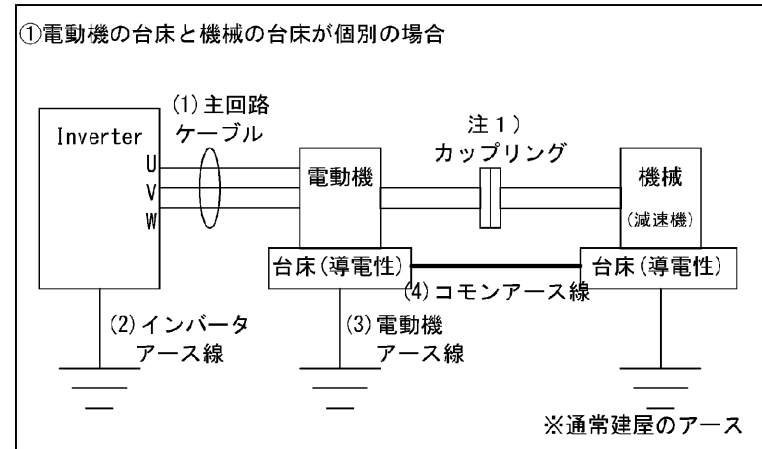 ①電動機の台床と機械の台床が個別の場合
(1)主回路
ケーブル
Inverter
U
V
W
電動機
注1)
カップリング
機械
(減速機)
台床(導電性)
台床(導電性)
(4)コモンアース線
(2)インバータ
アース線
(3)電動機
アース線
※通常建屋のアース